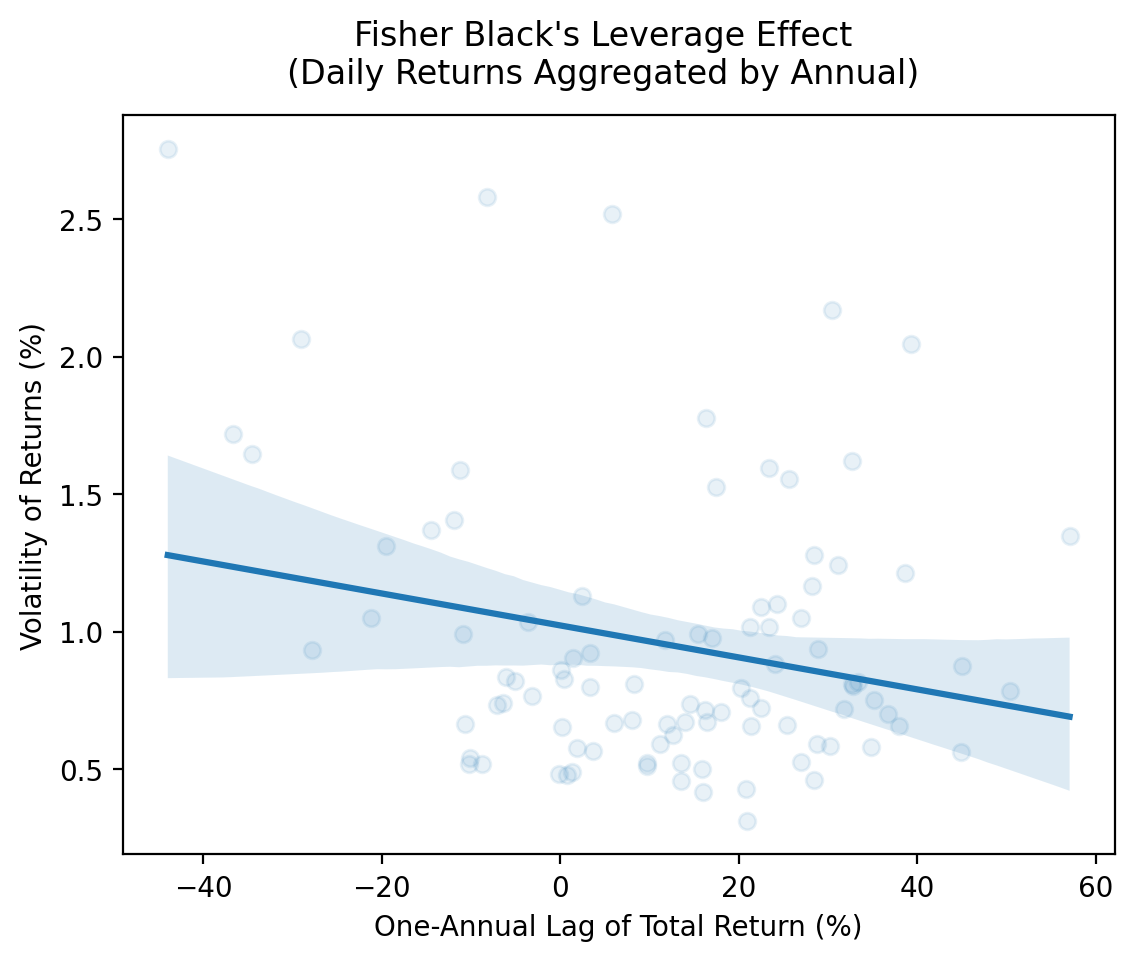 Fisher Black's Leverage Effect
(Daily Returns Aggregated by Annual)
Volatility of Returns (%)
2.5
2.0
1.5
1.0
0.5
−40
−20
0
20
40
60
One-Annual Lag of Total Return (%)